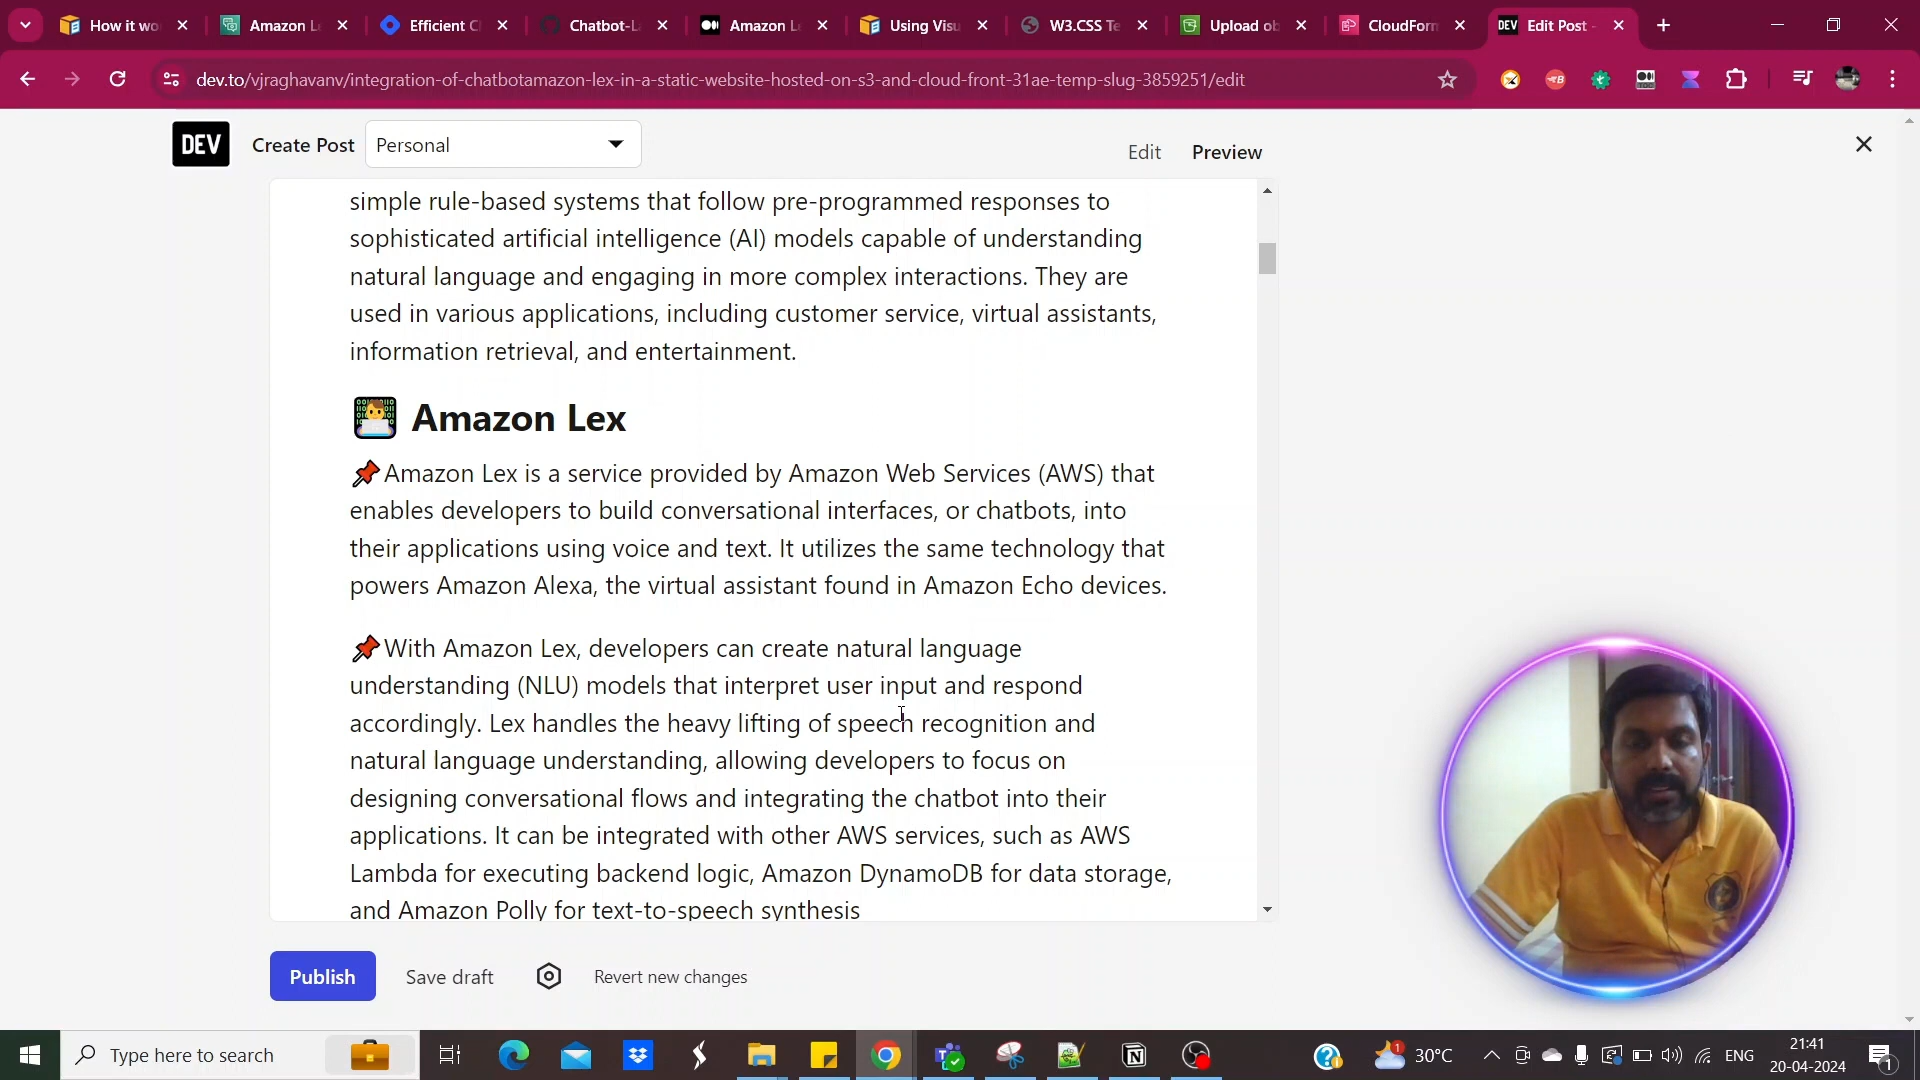 How it wo
Amazon L
Efficient C
Chatbot-L
Amazon L
Using Visu
W3.CSS Te
Upload ob
CloudForm
DEV Edit Post -
dev.to/vjraghavanv/integration-of-chatbotamazon-lex-in-a-static-website-hosted-on-s3-and-cloud-front-31ae-temp-slug-3859251/edit
DEV Create Post Personal
Edit Preview
simple rule-based systems that follow pre-programmed responses to
sophisticated artificial intelligence (AI) models capable of understanding
natural language and engaging in more complex interactions. They are
used in various applications, including customer service, virtual assistants,
information retrieval, and entertainment.
Amazon Lex
Amazon Lex is a service provided by Amazon Web Services (AWS) that
enables developers to build conversational interfaces, or chatbots, into
their applications using voice and text. It utilizes the same technology that
powers Amazon Alexa, the virtual assistant found in Amazon Echo devices.
With Amazon Lex, developers can create natural language
understanding (NLU) models that interpret user input and respond
accordingly. Lex handles the heavy lifting of speech recognition and
natural language understanding, allowing developers to focus on
designing conversational flows and integrating the chatbot into their
applications. It can be integrated with other AWS services, such as AWS
Lambda for executing backend logic, Amazon DynamoDB for data storage,
and Amazon Polly for text-to-speech synthesis
Publish Save draft Revert new changes
Type here to search
1
30°C
ENG
21:41
20-04-2024
1